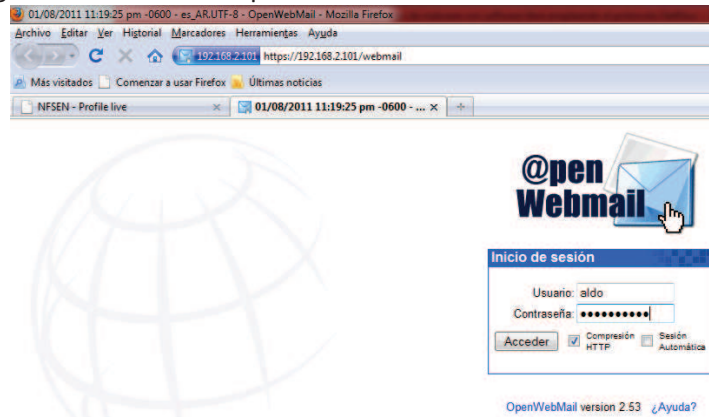 01/08/2011 11:19:25 pm -0600 - es_AR.UTF-8 - OpenWebMail - Mozilla Firefox
Archivo Editar Ver Historial Marcadores Herramientas Ayuda
192.168.2.101 https://192.168.2.101/webmail
Más visitados Comenzar a usar Firefox Últimas noticias
NFSEN - Profile live 01/08/2011 11:19:25 pm -0600 - ...
@pen
Webmail
Inicio de sesión
Usuario: aldo
Contraseña: ••••••••••
Acceder Compresión HTTP Sesión Automática
OpenWebMail version 2.53 ¿Ayuda?